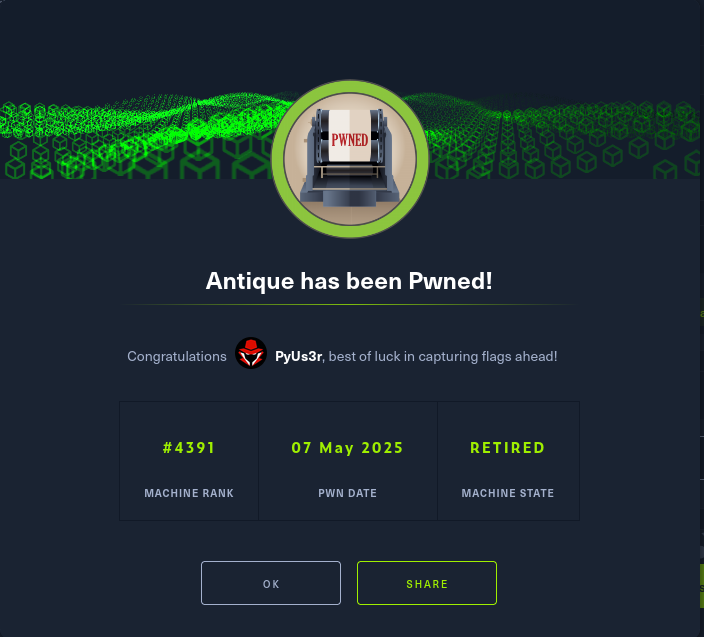 PWNED
Antique has been Pwned!
Congratulations PyUs3r, best of luck in capturing flags ahead!
#4391 07 May 2025 RETIRED
MACHINE RANK PWN DATE MACHINE STATE
OK SHARE